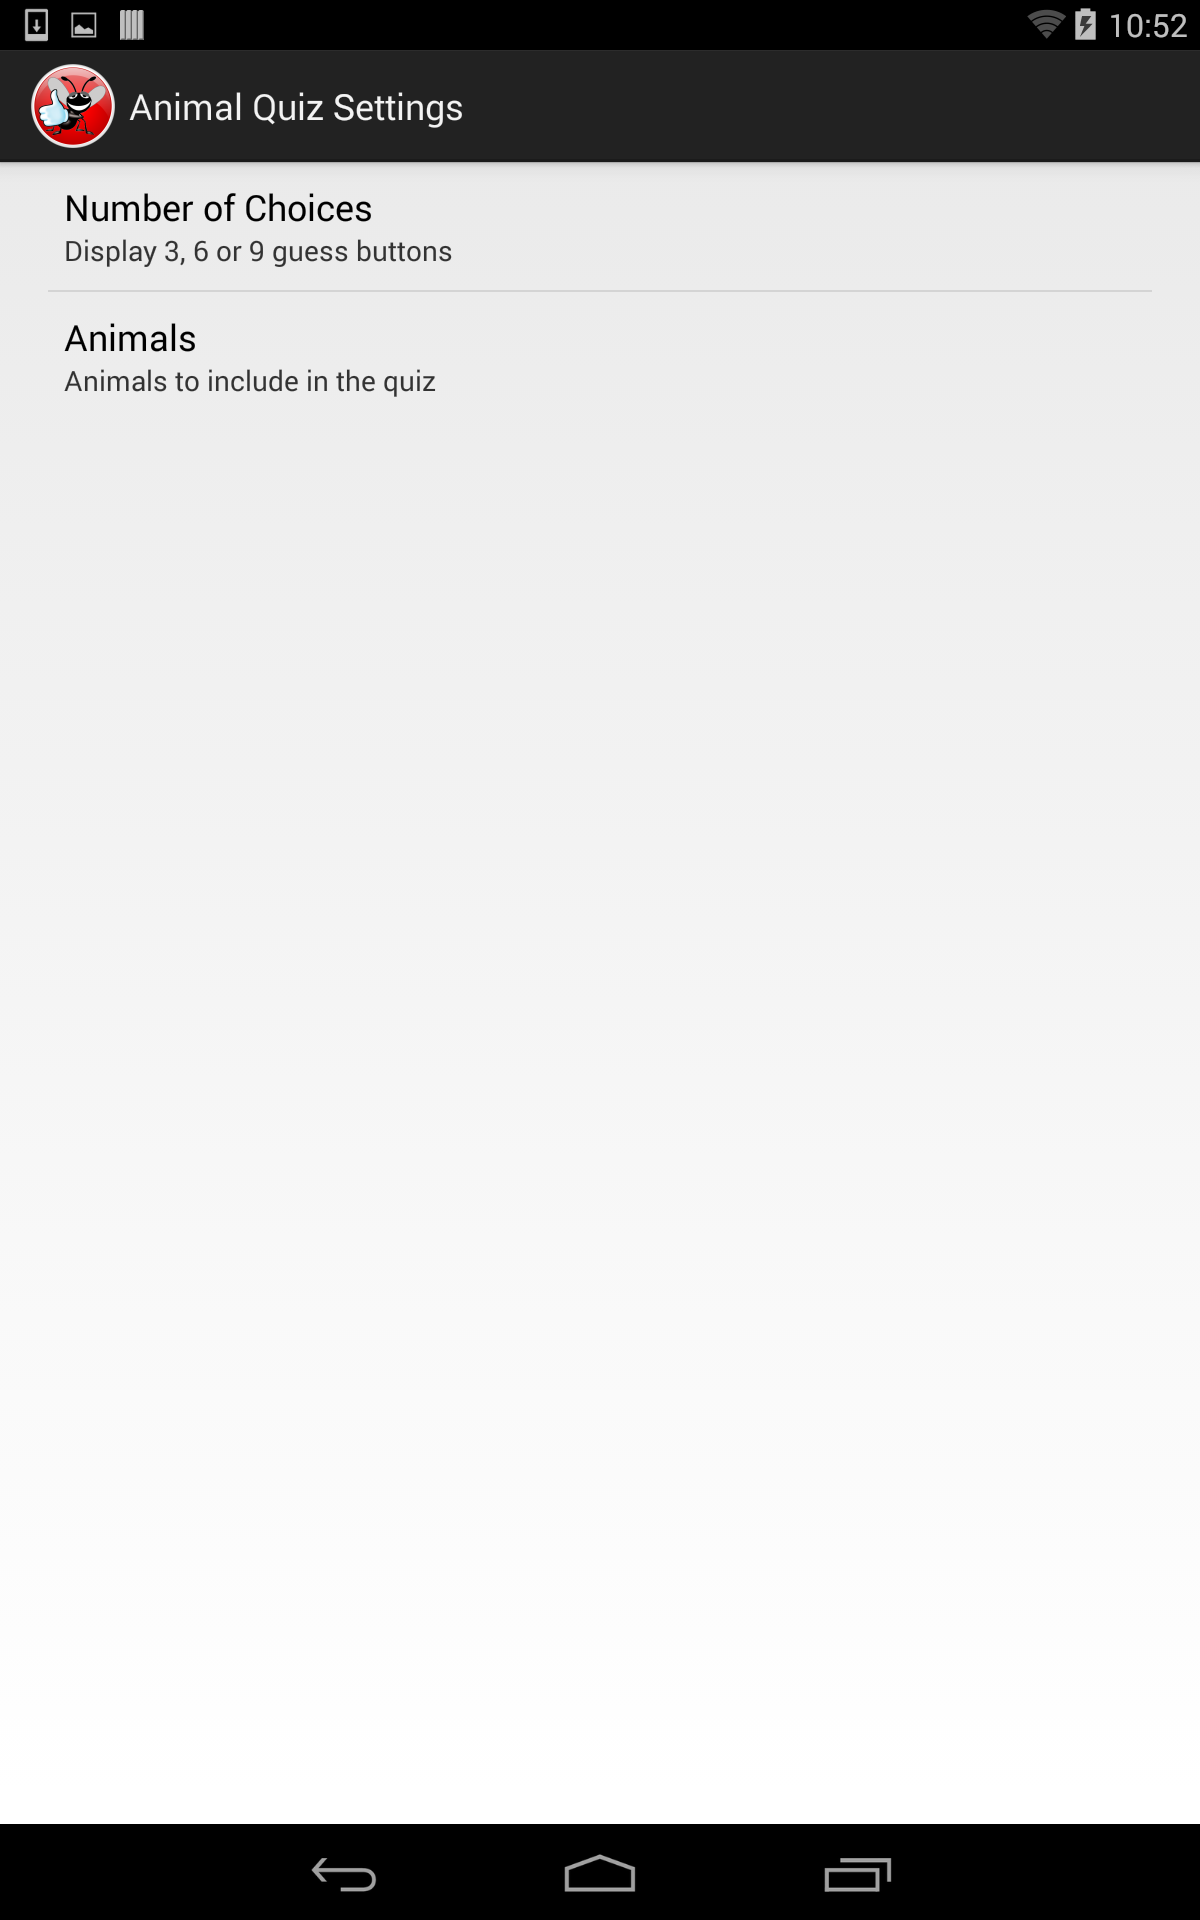 10:52
Animal Quiz Settings
Number of Choices
Display 3, 6 or 9 guess buttons
Animals
Animals to include in the quiz